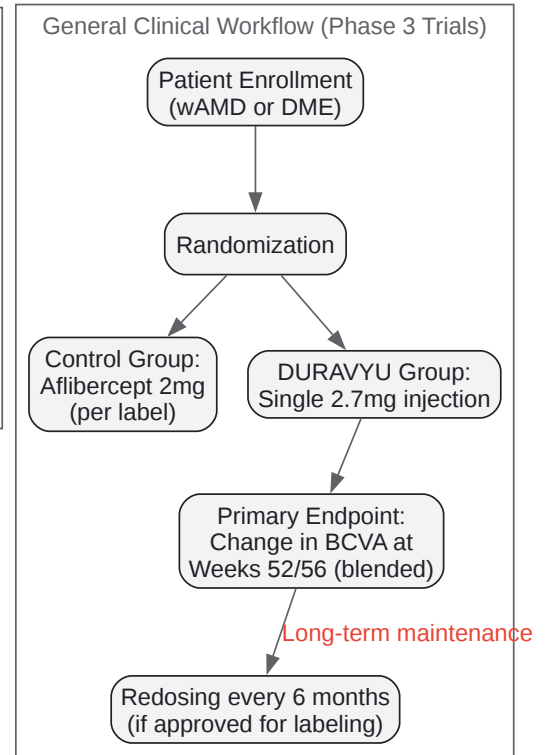 General Clinical Workflow (Phase 3 Trials)
Patient Enrollment
(wAMD or DME)
Randomization
Control Group:
Aflibercept 2mg
(per label)
DURAVYU Group:
Single 2.7mg injection
Primary Endpoint:
Change in BCVA at
Weeks 52/56 (blended)
Long-term maintenance
Redosing every 6 months
(if approved for labeling)